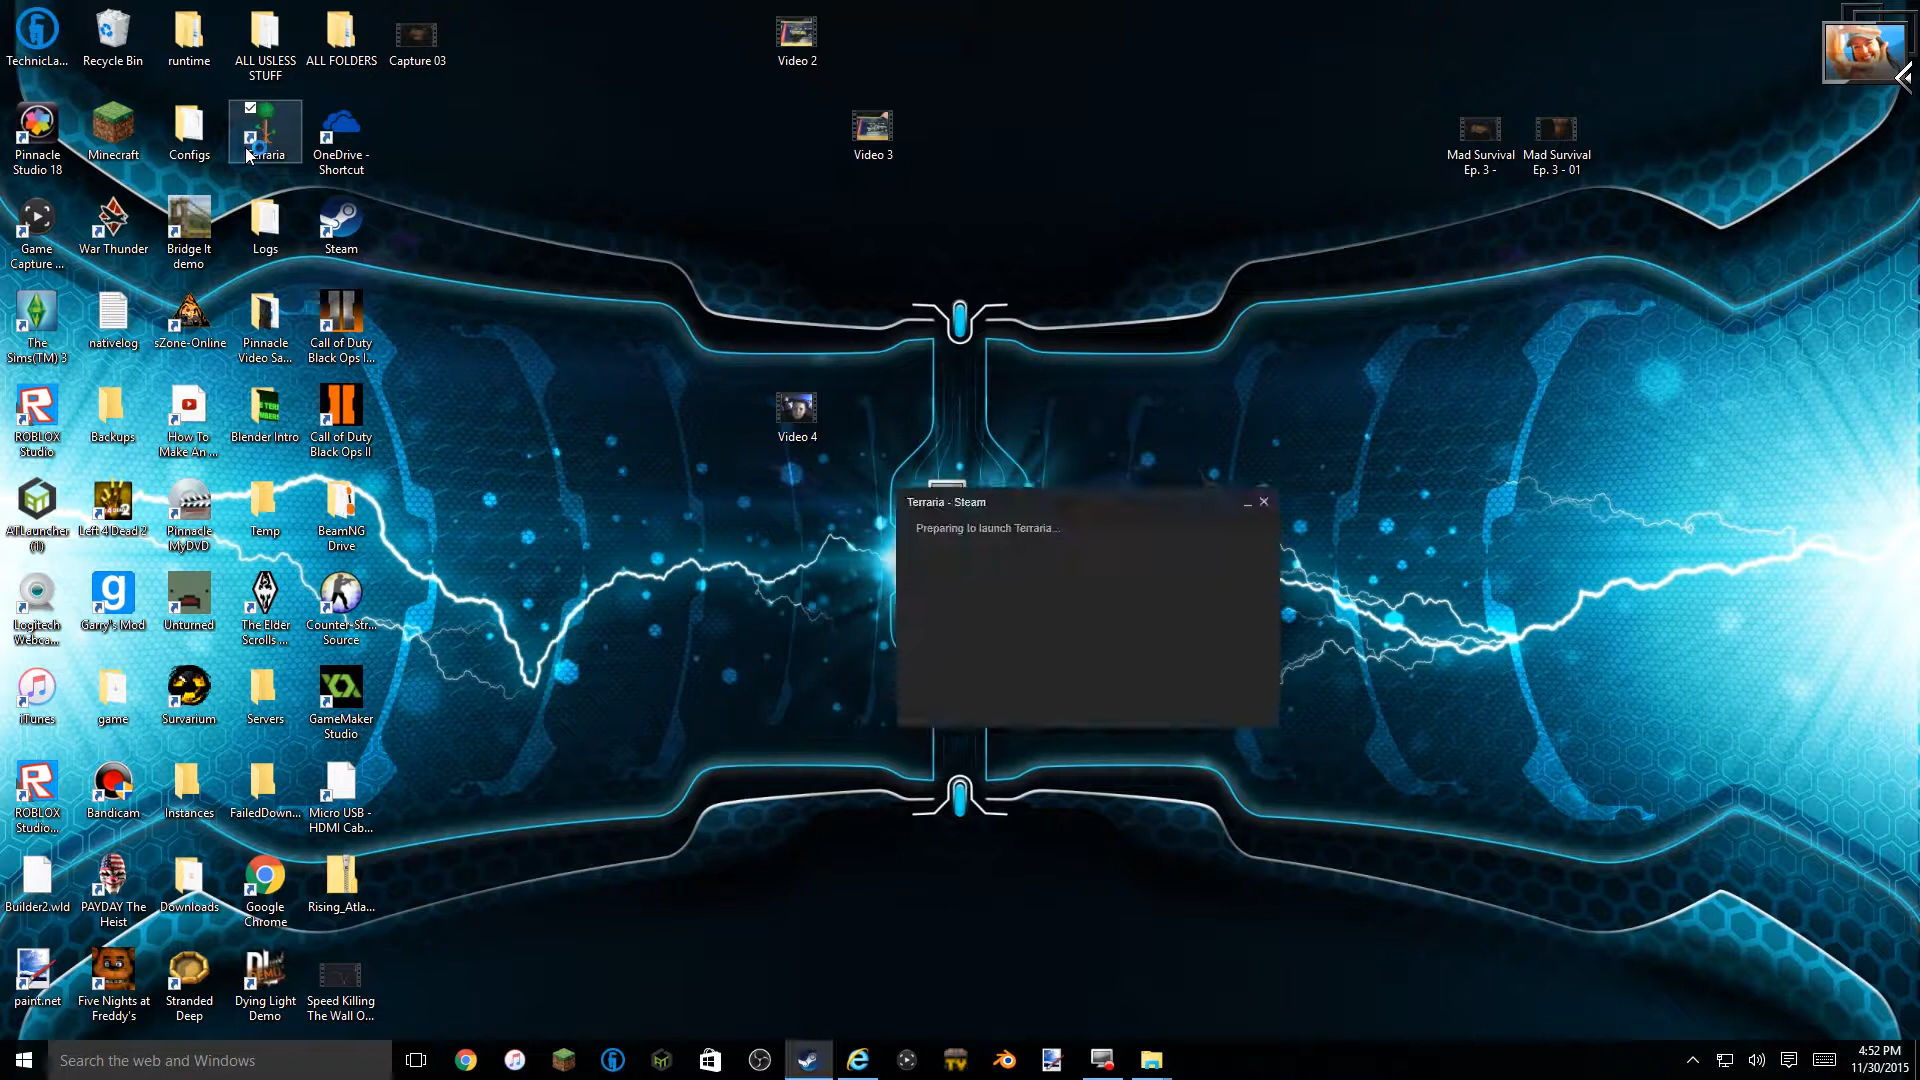 TechnicLa...
Recycle Bin
runtime
ALL USLESS
STUFF
ALL FOLDERS
Capture 03
Video 2
Pinnacle
Studio 18
Minecraft
Configs
Terraria
OneDrive -
Shortcut
Video 3
Mad Survival
Ep. 3 -
Mad Survival
Ep. 3 - 01
Game
Capture ...
War Thunder
Bridge It
demo
Logs
Steam
The
Sims(TM) 3
nativelog
sZone-Online
Pinnacle
Video Sa...
Call of Duty
Black Ops I...
ROBLOX
Studio
Backups
How To
Make An ...
Blender Intro
Call of Duty
Black Ops II
Video 4
ATLauncher
(1)
Left 4 Dead 2
Pinnacle
MyDVD
Temp
BeamNG
Drive
Terraria - Steam
Preparing to launch Terraria...
Logitech
Webca...
Garry's Mod
Unturned
The Elder
Scrolls ...
Counter-Str...
Source
iTunes
game
Survarium
Servers
GameMaker
Studio
ROBLOX
Studio...
Bandicam
Instances
FailedDown...
Micro USB -
HDMI Cab...
Builder2.wld
PAYDAY The
Heist
Downloads
Google
Chrome
Rising_Atla...
paint.net
Five Nights at
Freddy's
Stranded
Deep
Dying Light
Demo
Speed Killing
The Wall O...
Search the web and Windows
4:52 PM
11/30/2015